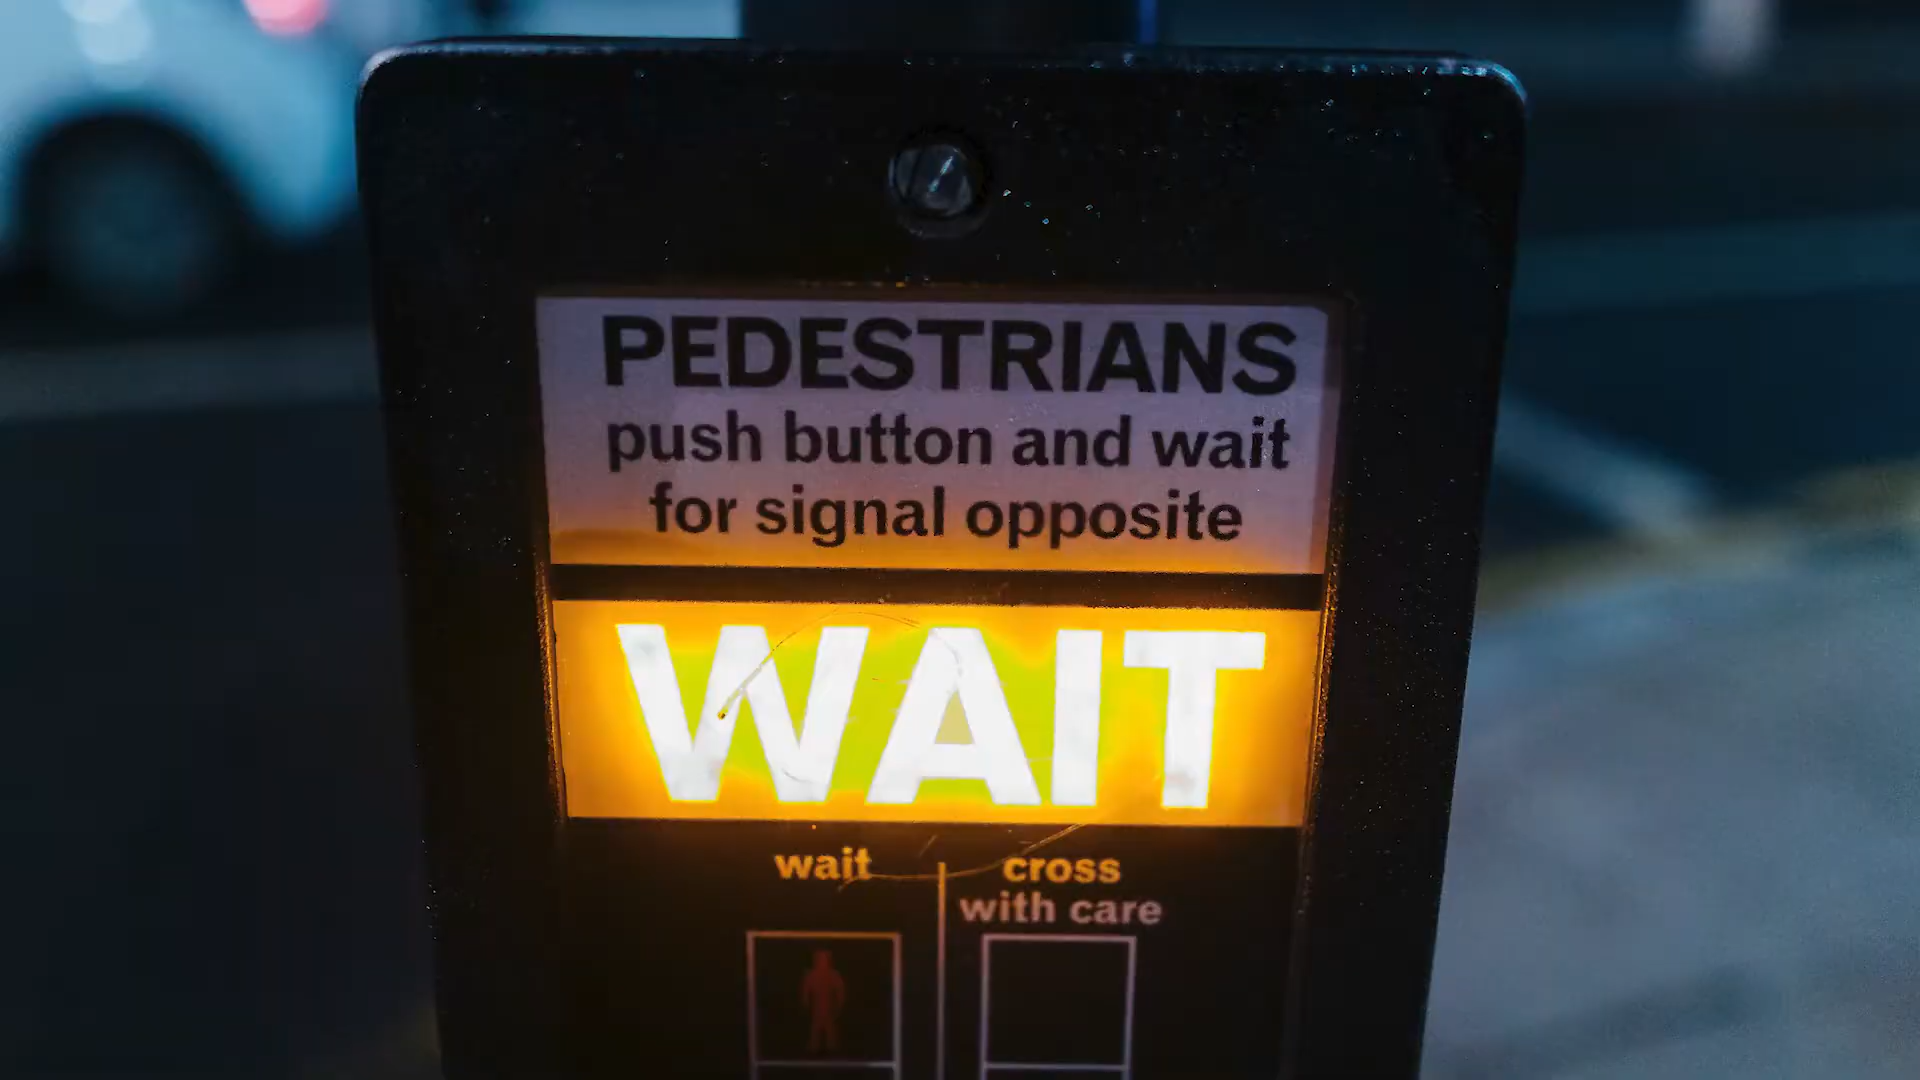 PEDESTRIANS
push button and wait
for signal opposite
WAIT
wait
cross
with care